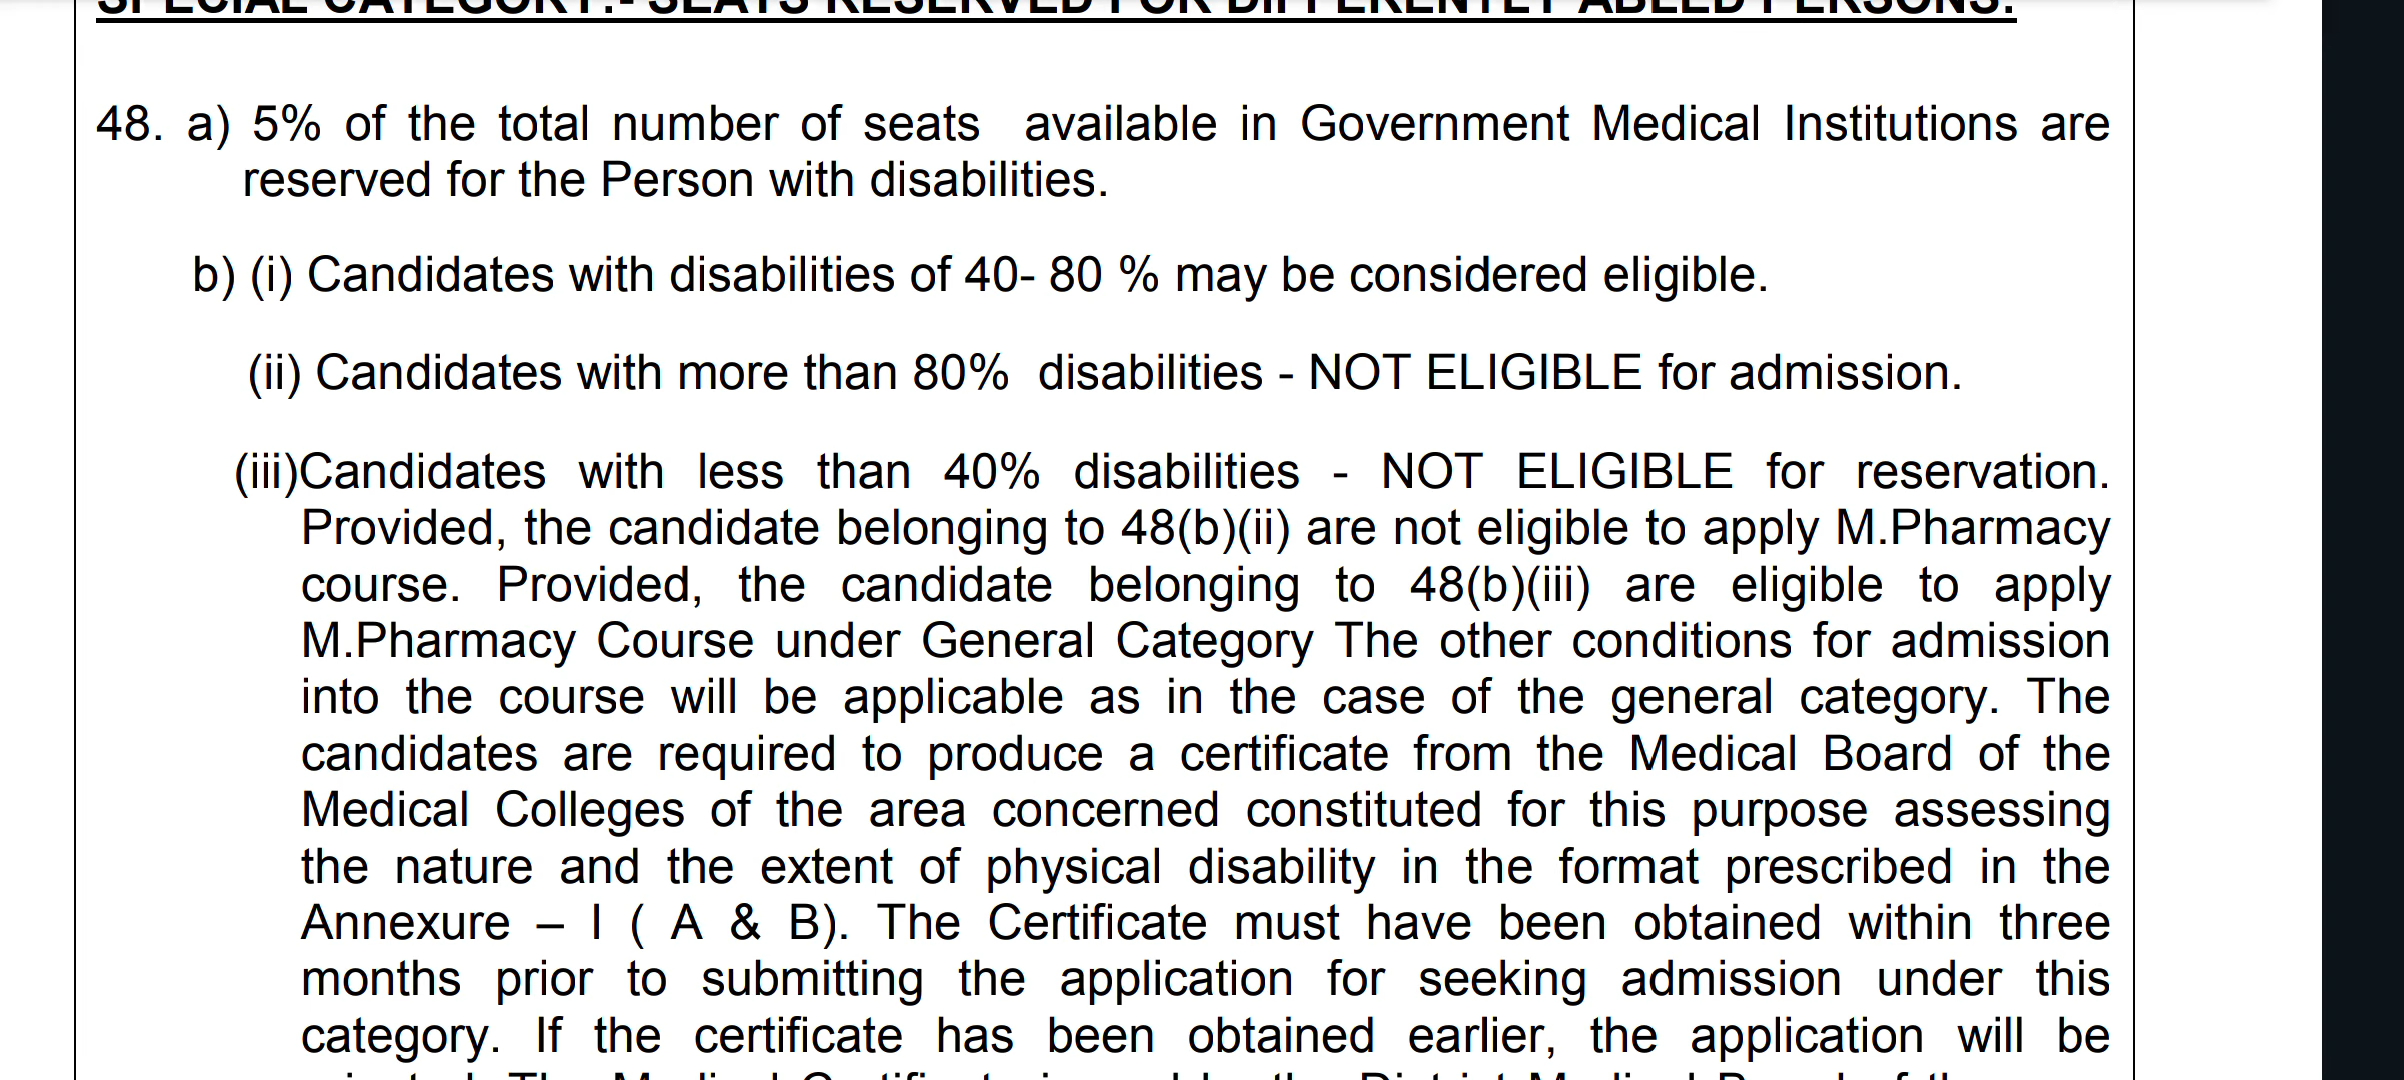 SPECIAL CATEGORY:- SEATS RESERVED FOR DIFFERENTLY ABLED PERSONS:
48. a) 5% of the total number of seats available in Government Medical Institutions are
reserved for the Person with disabilities.
b) (i) Candidates with disabilities of 40- 80 % may be considered eligible.
(ii) Candidates with more than 80% disabilities - NOT ELIGIBLE for admission.
(iii)Candidates with less than 40% disabilities - NOT ELIGIBLE for reservation.
Provided, the candidate belonging to 48(b)(ii) are not eligible to apply M.Pharmacy
course. Provided, the candidate belonging to 48(b)(iii) are eligible to apply
M.Pharmacy Course under General Category The other conditions for admission
into the course will be applicable as in the case of the general category. The
candidates are required to produce a certificate from the Medical Board of the
Medical Colleges of the area concerned constituted for this purpose assessing
the nature and the extent of physical disability in the format prescribed in the
Annexure – I ( A & B). The Certificate must have been obtained within three
months prior to submitting the application for seeking admission under this
category. If the certificate has been obtained earlier, the application will be